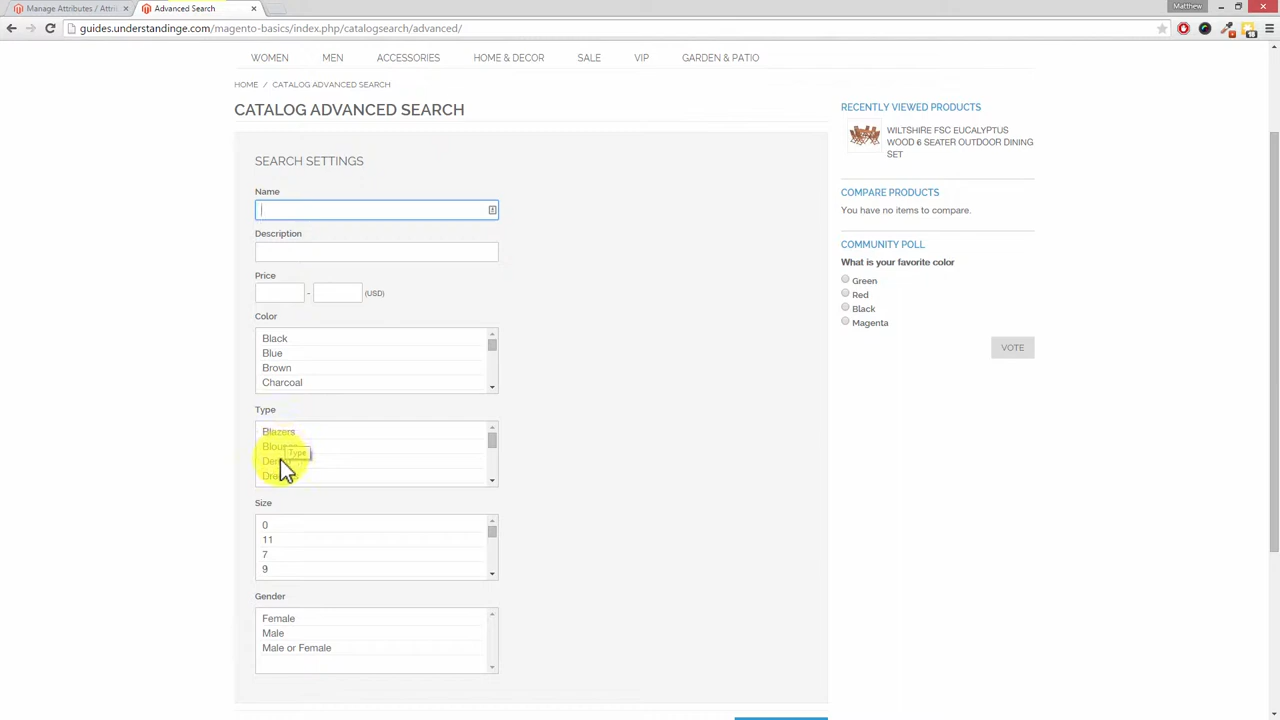 Manage Attributes / Attri
Advanced Search
Matthew
guides.understandinge.com/magento-basics/index.php/catalogsearch/advanced/
WOMEN MEN ACCESSORIES HOME & DECOR SALE VIP GARDEN & PATIO
HOME / CATALOG ADVANCED SEARCH
CATALOG ADVANCED SEARCH
SEARCH SETTINGS
Name
Description
Price
- (USD)
Color
Black
Blue
Brown
Charcoal
Type
Blazers
Type
Size
0
11
7
9
Gender
Female
Male
Male or Female
RECENTLY VIEWED PRODUCTS
WILTSHIRE FSC EUCALYPTUS
WOOD 6 SEATER OUTDOOR DINING
SET
COMPARE PRODUCTS
You have no items to compare.
COMMUNITY POLL
What is your favorite color
Green
Red
Black
Magenta
VOTE